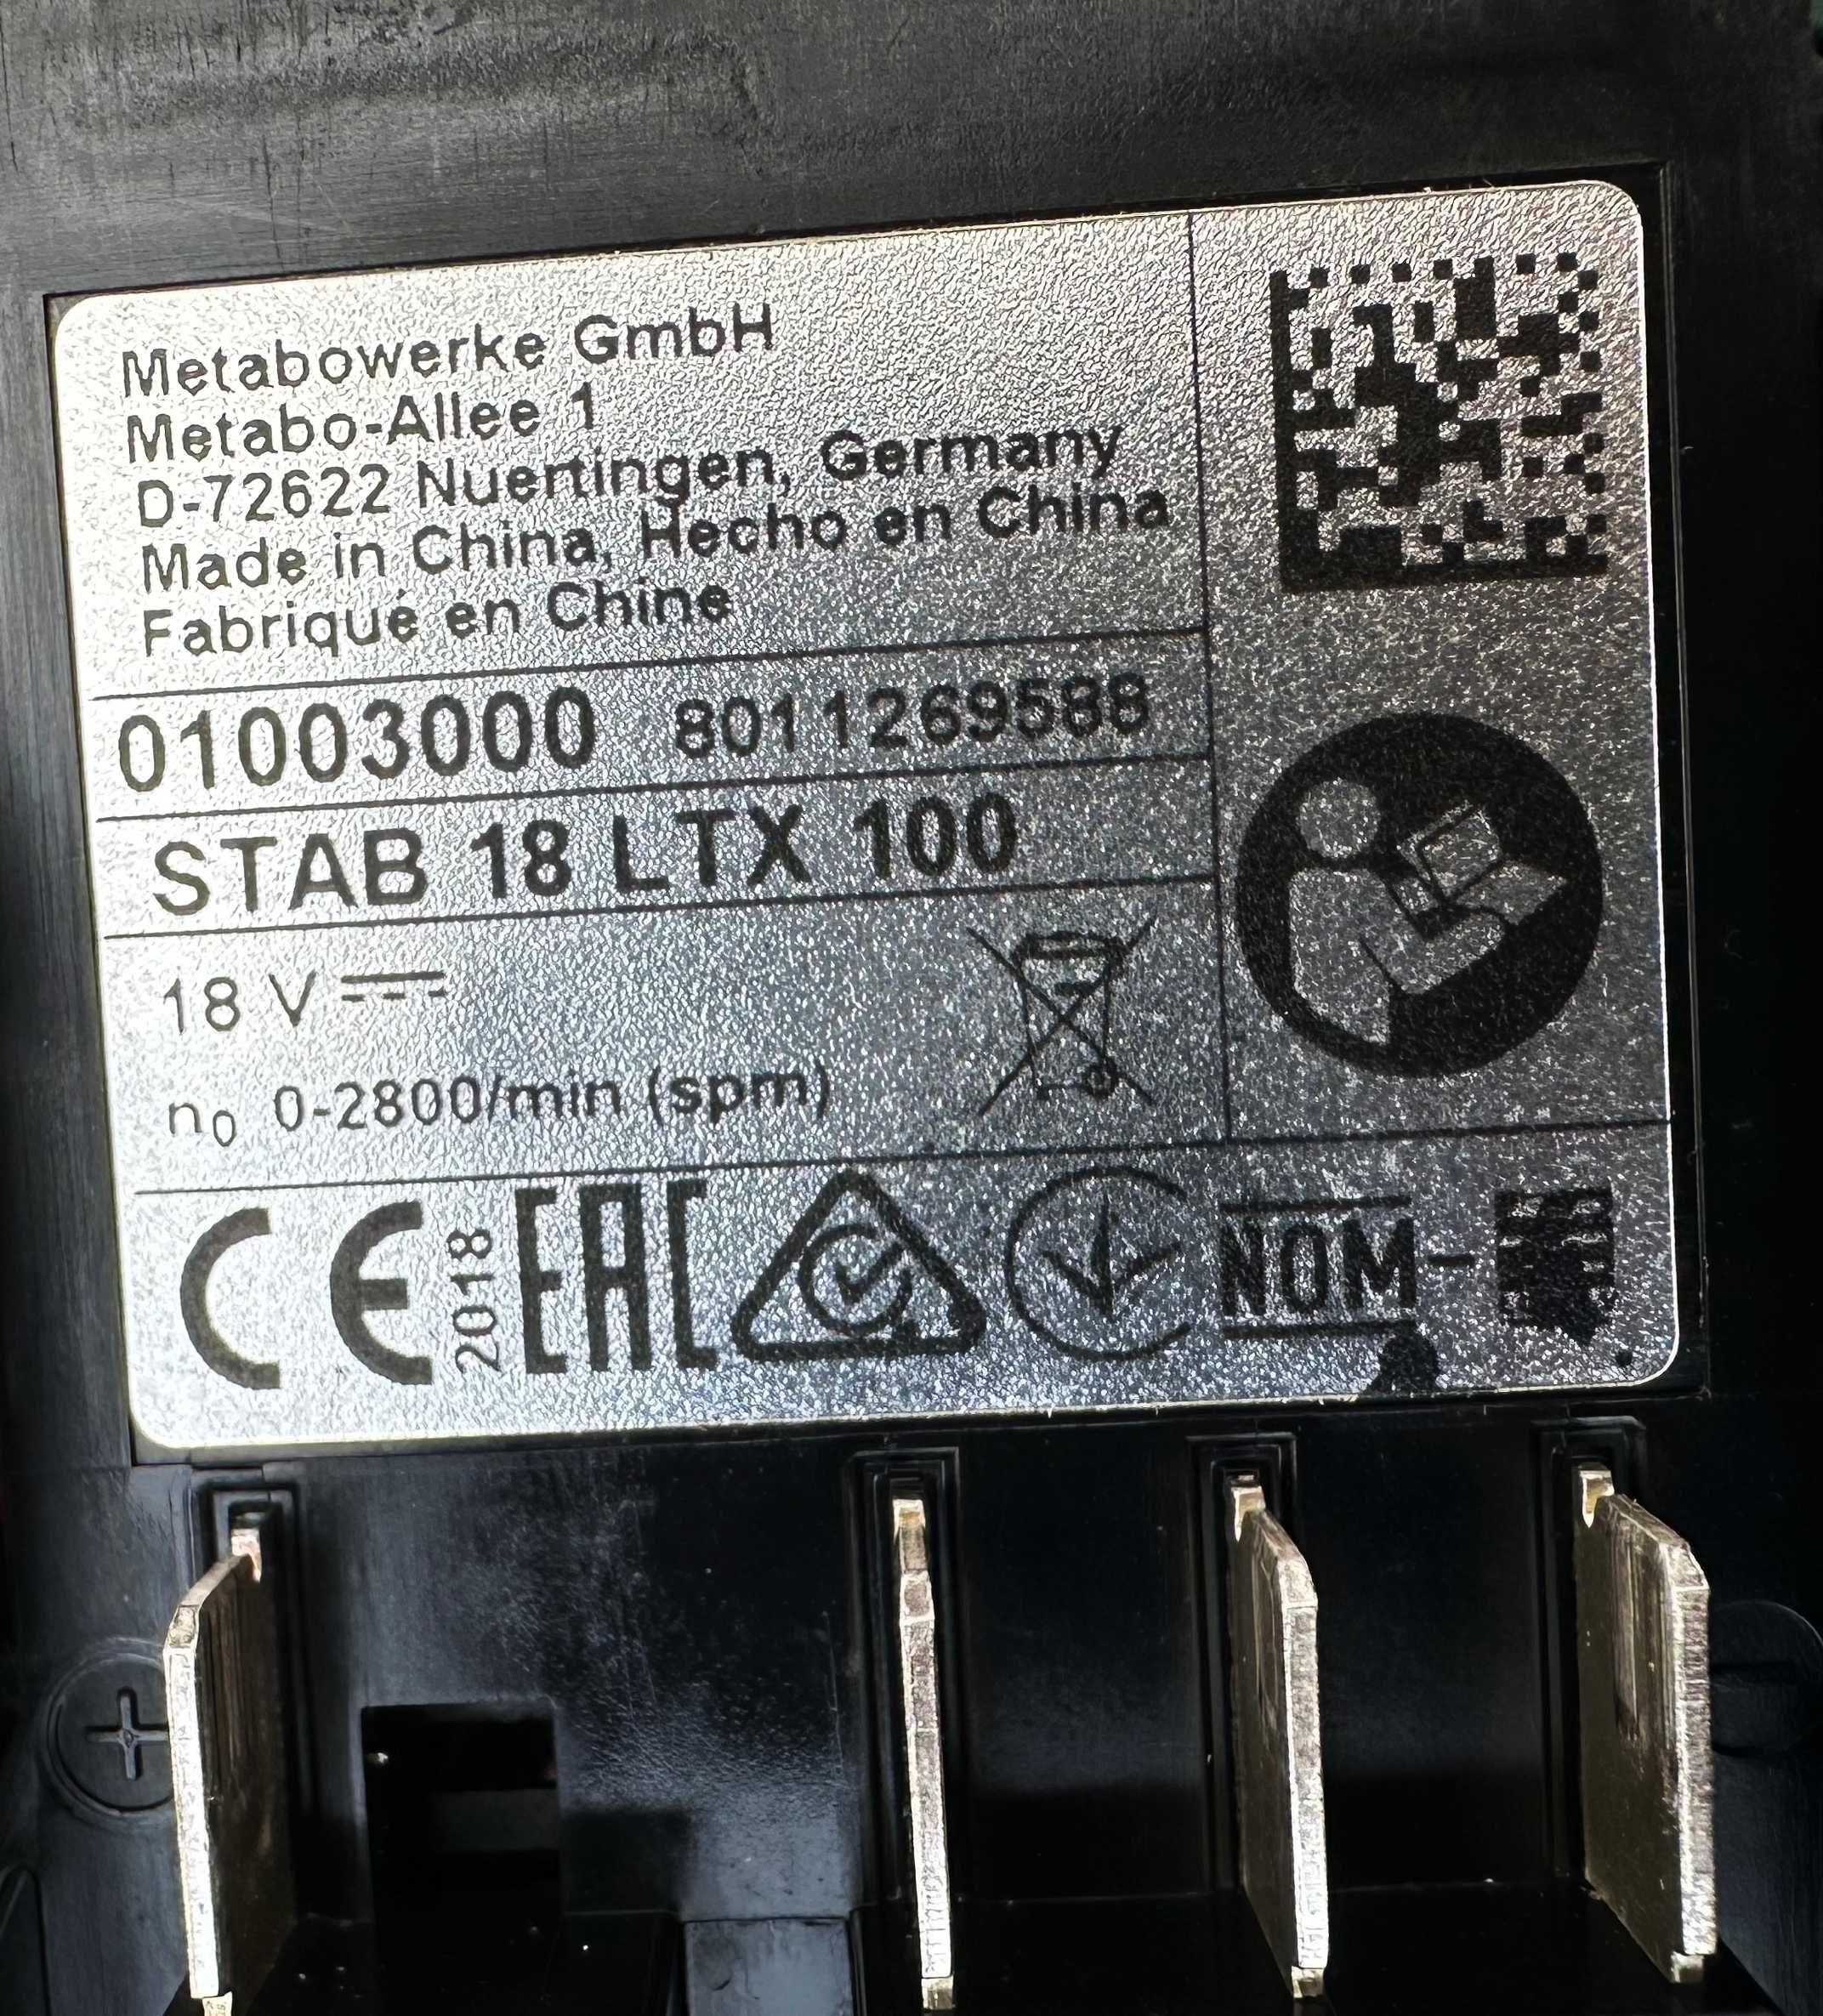 Metabowerke GmbH
Metabo-Allee 1
D-72622 Nuertingen, Germany
Made in China, Hecho en China
Fabriqué en Chine
01003000 8011269588
STAB 18 LTX 100
18 V
n₀ 0-2800/min (spm)
CE 2018 EAC NOM-